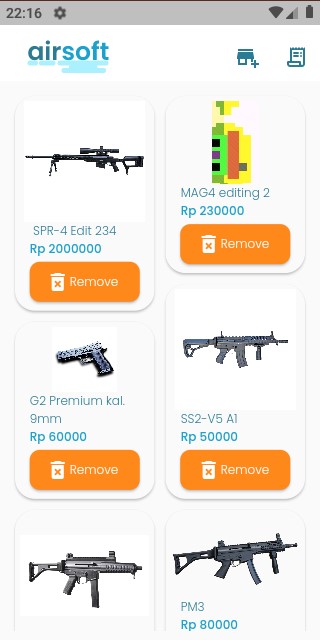 22:16
airsoft
SPR-4 Edit 234
Rp 2000000
Remove
MAG4 editing 2
Rp 230000
Remove
G2 Premium kal.
9mm
Rp 60000
Remove
SS2-V5 A1
Rp 50000
Remove
PM3
Rp 80000